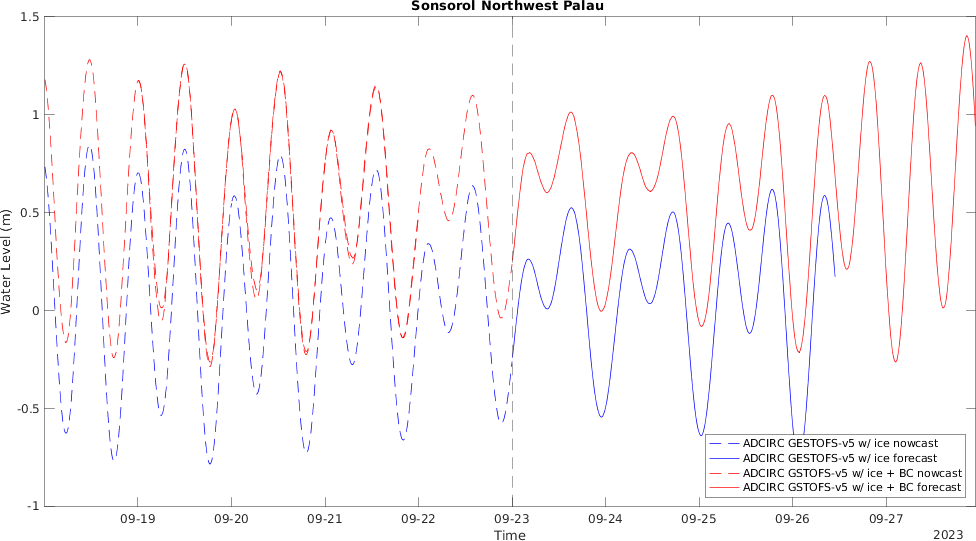 Sonsorol Northwest Palau
1.5
1
0.5
0
-0.5
-1
Water Level (m)
ADCIRC GESTOFS-v5 w/ ice nowcast
ADCIRC GESTOFS-v5 w/ ice forecast
ADCIRC GSTOFS-v5 w/ ice + BC nowcast
ADCIRC GSTOFS-v5 w/ ice + BC forecast
09-19 09-20 09-21 09-22 09-23 09-24 09-25 09-26 09-27
Time
2023